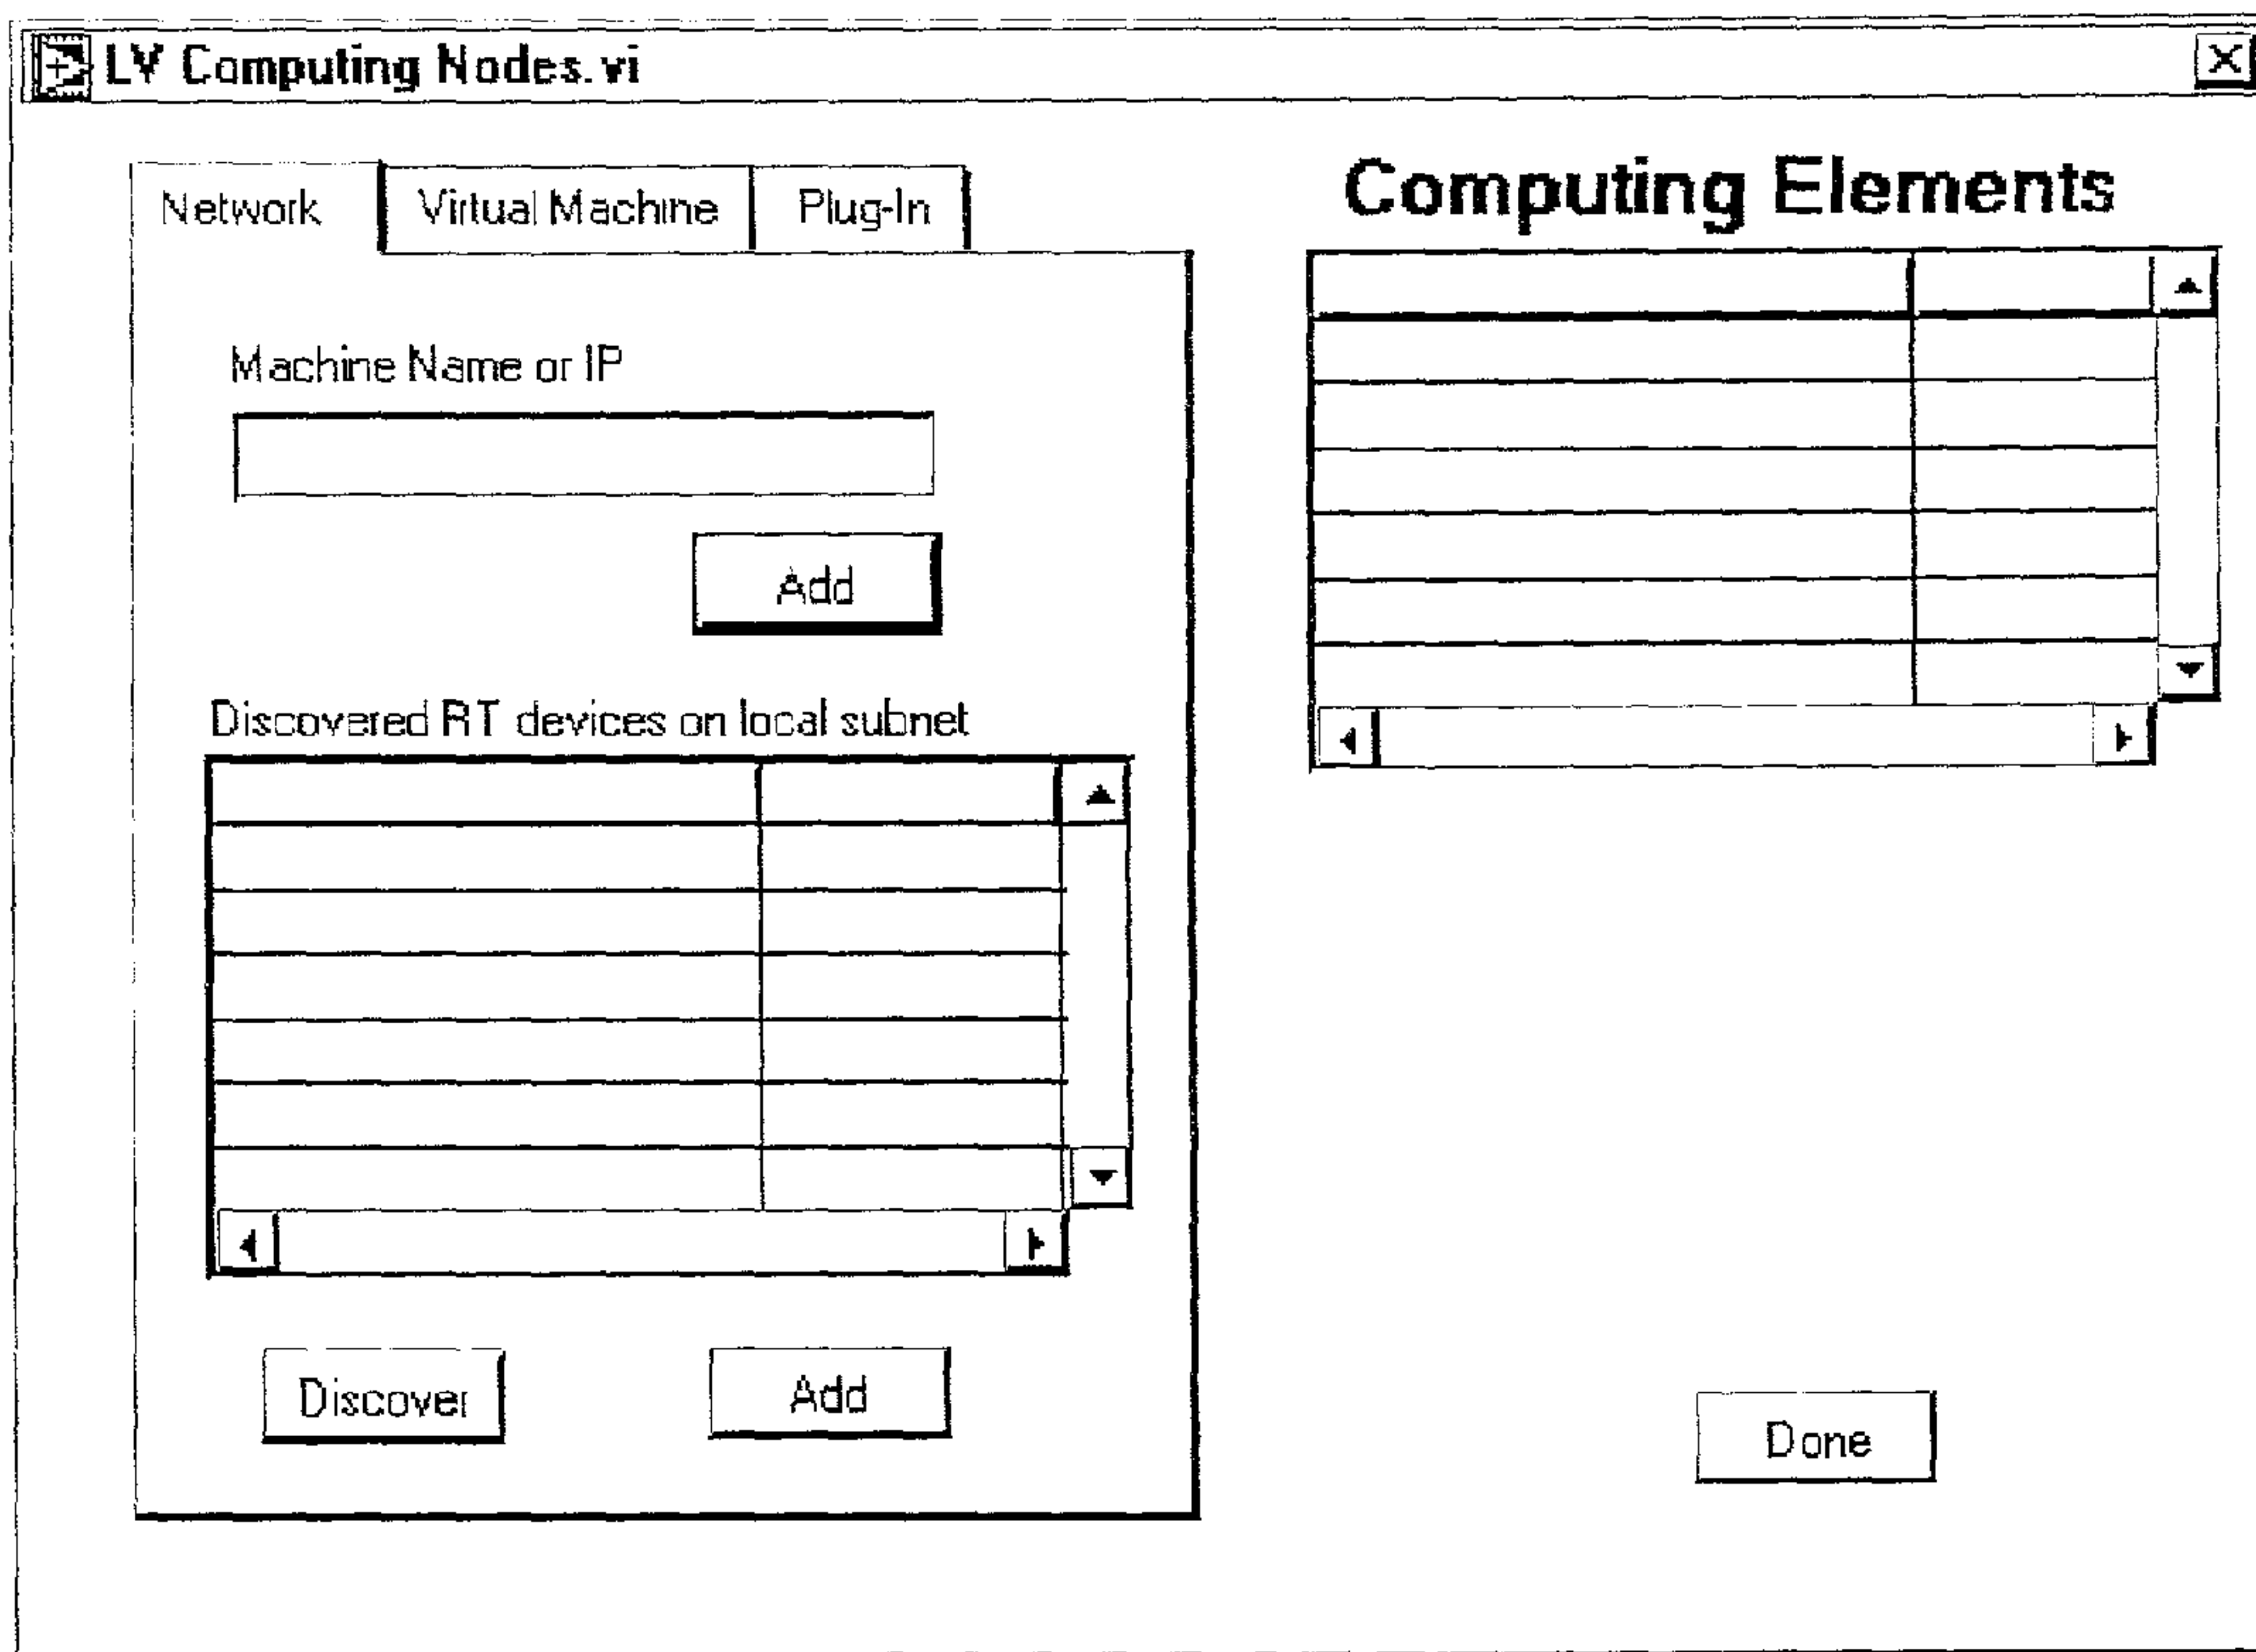 LV Computing Nodes.vi
Network Virtual Machine Plug-In
Machine Name or IP
Add
Discovered RT devices on local subnet
Discover Add
Computing Elements
Done